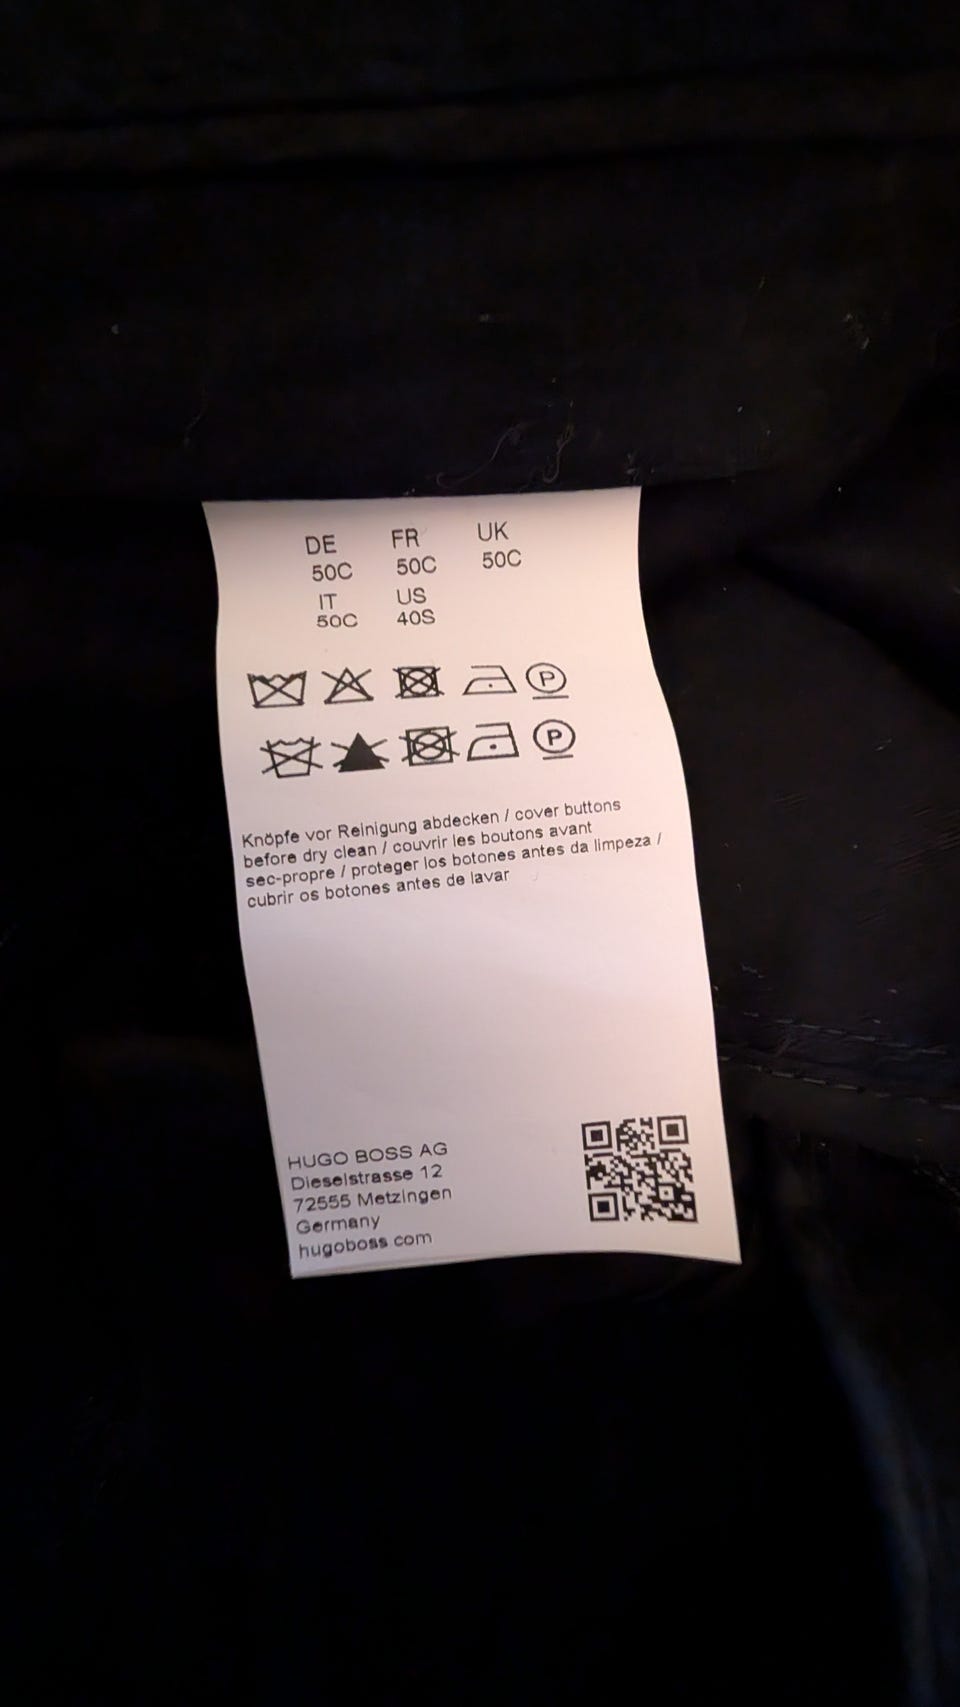 DE FR UK
50C 50C 50C
IT US
50C 40S
P
P
Knöpfe vor Reinigung abdecken / cover buttons
before dry clean / couvrir les boutons avant
sec-propre / proteger los botones antes da limpeza /
cubrir os botones antes de lavar
HUGO BOSS AG
Dieselstrasse 12
72555 Metzingen
Germany
hugoboss com